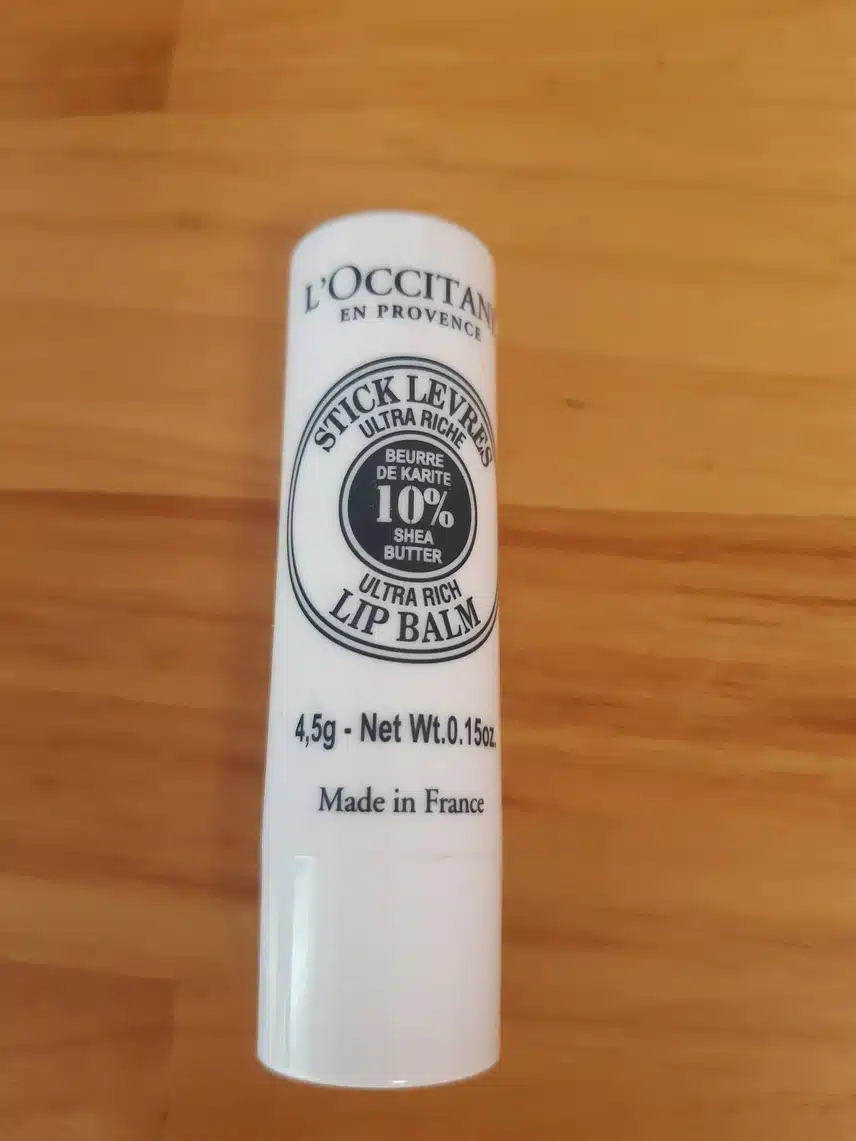 L'OCCITAN
EN PROVENCE
STICK LEVRES
ULTRA RICHE
BEURRE
DE KARITE
10%
SHEA
BUTTER
ULTRA RICH
LIP BALM
4,5g - Net Wt.0.15oz.
Made in France